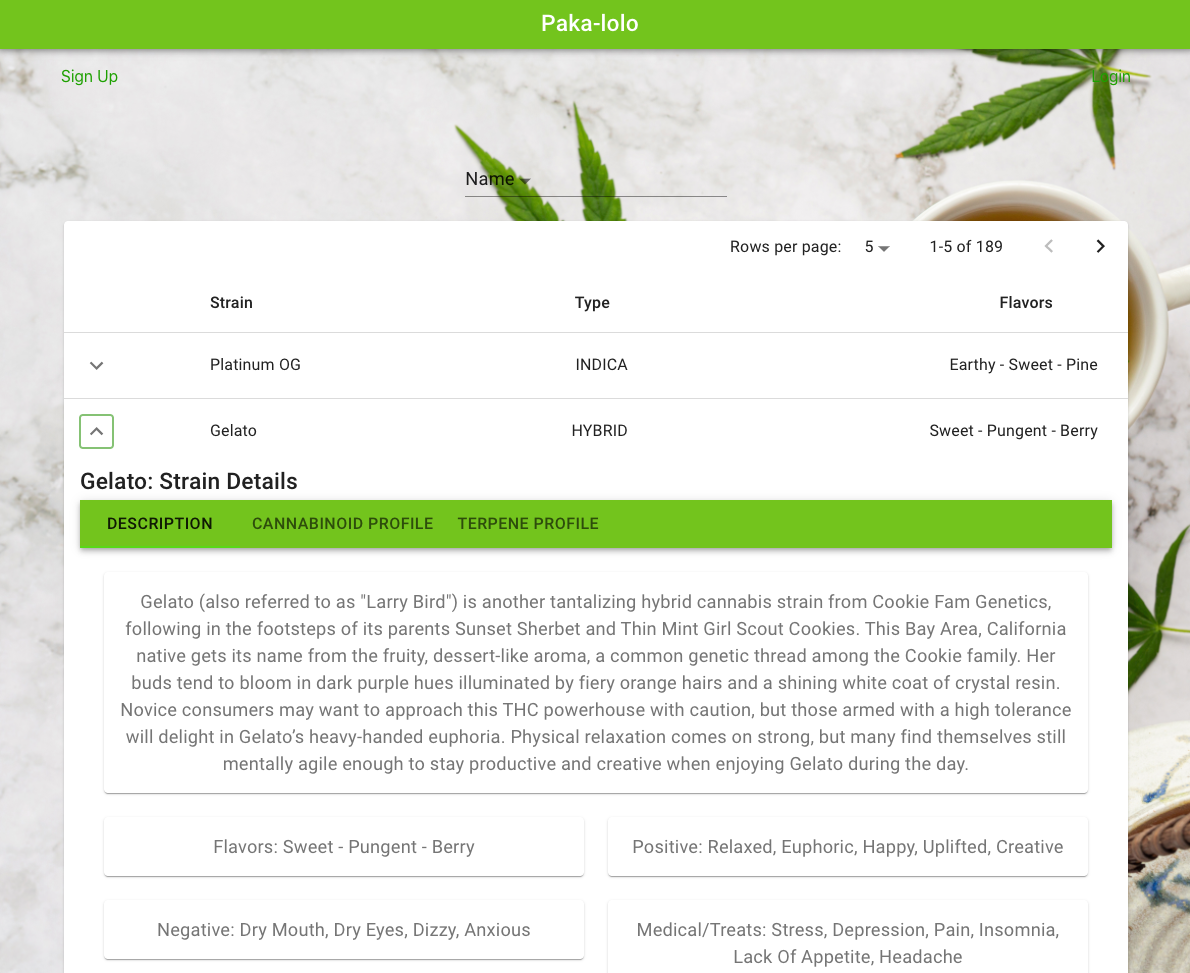 Paka-lolo
Sign Up
Login
Name
Rows per page: 5 1-5 of 189
Strain Type Flavors
Platinum OG INDICA Earthy - Sweet - Pine
Gelato HYBRID Sweet - Pungent - Berry
Gelato: Strain Details
DESCRIPTION CANNABINOID PROFILE TERPENE PROFILE
Gelato (also referred to as "Larry Bird") is another tantalizing hybrid cannabis strain from Cookie Fam Genetics,
following in the footsteps of its parents Sunset Sherbet and Thin Mint Girl Scout Cookies. This Bay Area, California
native gets its name from the fruity, dessert-like aroma, a common genetic thread among the Cookie family. Her
buds tend to bloom in dark purple hues illuminated by fiery orange hairs and a shining white coat of crystal resin.
Novice consumers may want to approach this THC powerhouse with caution, but those armed with a high tolerance
will delight in Gelato’s heavy-handed euphoria. Physical relaxation comes on strong, but many find themselves still
mentally agile enough to stay productive and creative when enjoying Gelato during the day.
Flavors: Sweet - Pungent - Berry
Positive: Relaxed, Euphoric, Happy, Uplifted, Creative
Negative: Dry Mouth, Dry Eyes, Dizzy, Anxious
Medical/Treats: Stress, Depression, Pain, Insomnia,
Lack Of Appetite, Headache